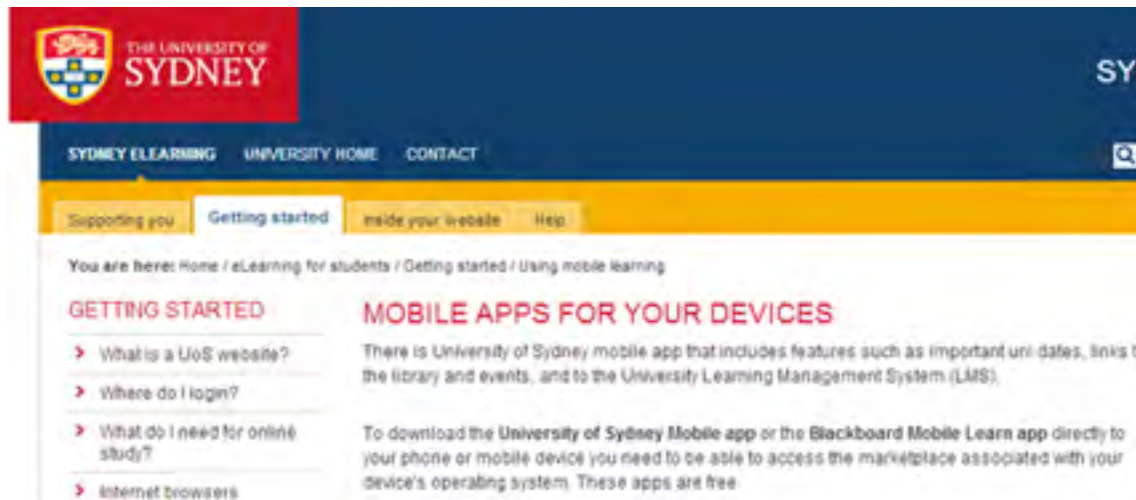 THE UNIVERSITY OF
SYDNEY
SY
SYDNEY ELEARNING UNIVERSITY HOME CONTACT
Supporting you Getting started Inside your website Help
You are here: Home / eLearning for students / Getting started / Using mobile learning
GETTING STARTED
What is a UoS website?
Where do I login?
What do I need for online
study?
Internet browsers
MOBILE APPS FOR YOUR DEVICES
There is University of Sydney mobile app that includes features such as important uni dates, links t
the library and events, and to the University Learning Management System (LMS).
To download the University of Sydney Mobile app or the Blackboard Mobile Learn app directly to
your phone or mobile device you need to be able to access the marketplace associated with your
device's operating system. These apps are free